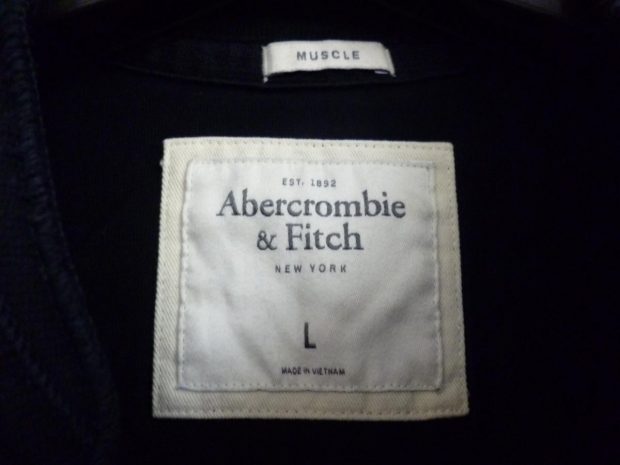 MUSCLE
EST. 1892
Abercrombie
& Fitch
NEW YORK
L
MADE IN VIETNAM